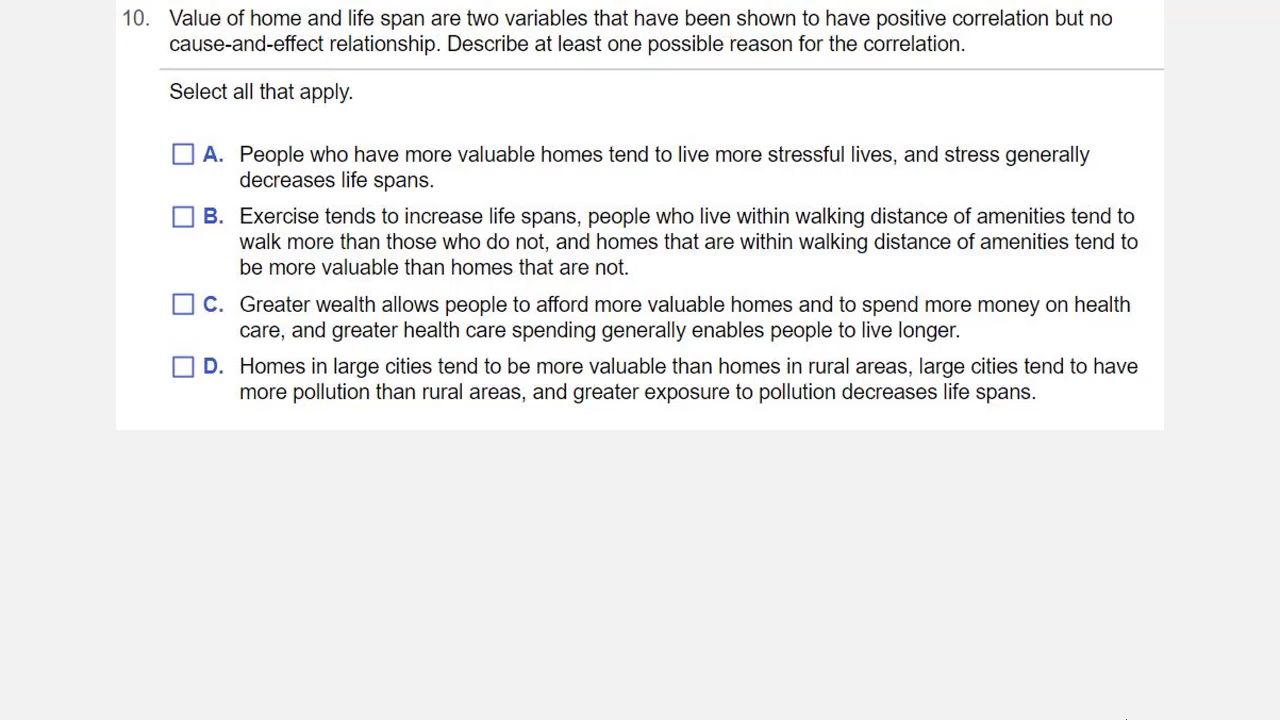 10. Value of home and life span are two variables that have been shown to have positive correlation but no
cause-and-effect relationship. Describe at least one possible reason for the correlation.
Select all that apply.
A. People who have more valuable homes tend to live more stressful lives, and stress generally
decreases life spans.
B. Exercise tends to increase life spans, people who live within walking distance of amenities tend to
walk more than those who do not, and homes that are within walking distance of amenities tend to
be more valuable than homes that are not.
C. Greater wealth allows people to afford more valuable homes and to spend more money on health
care, and greater health care spending generally enables people to live longer.
D. Homes in large cities tend to be more valuable than homes in rural areas, large cities tend to have
more pollution than rural areas, and greater exposure to pollution decreases life spans.